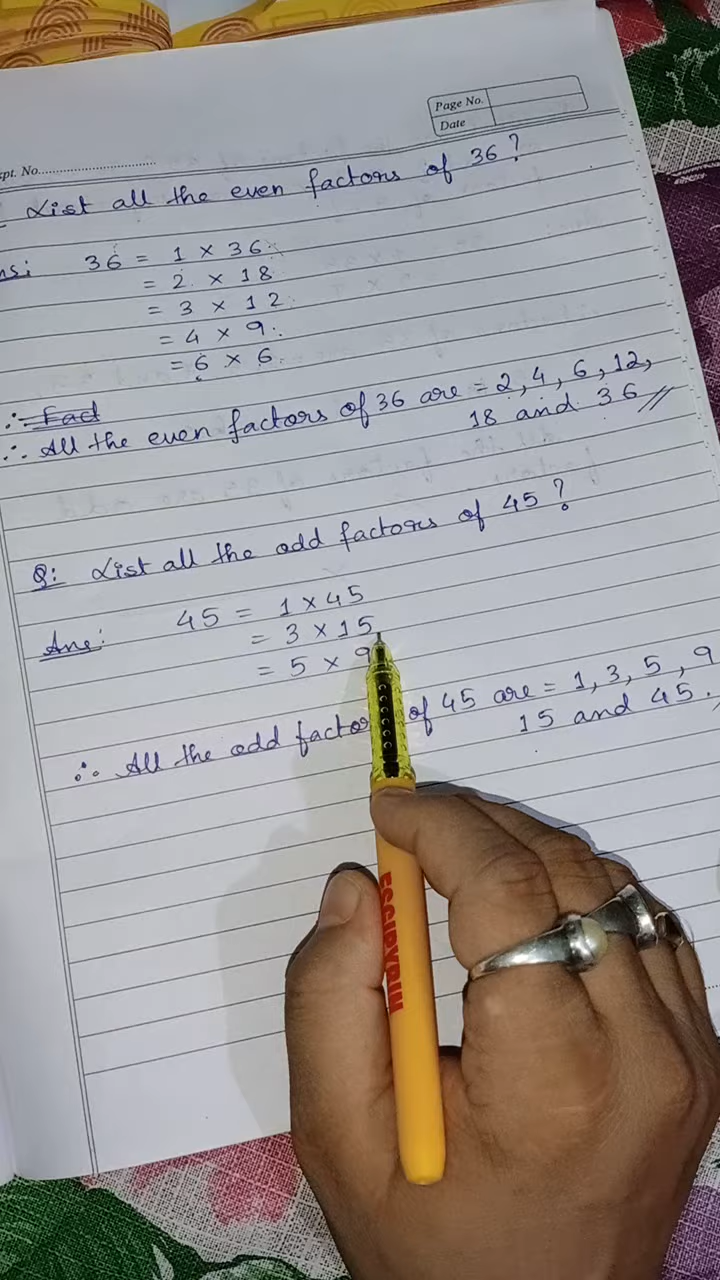 Page No.
Date
xpt. No.
List all the even factors of 36?
ns: 36 = 1 × 36
= 2 × 18
= 3 × 12
= 4 × 9
= 6 × 6
∴ Fact
∴ All the even factors of 36 are = 2, 4, 6, 12,
18 and 36 //
Q: List all the odd factors of 45?
Ans: 45 = 1 × 45
= 3 × 15
= 5 × 9
∴ All the odd factors of 45 are = 1, 3, 5, 9
15 and 45.